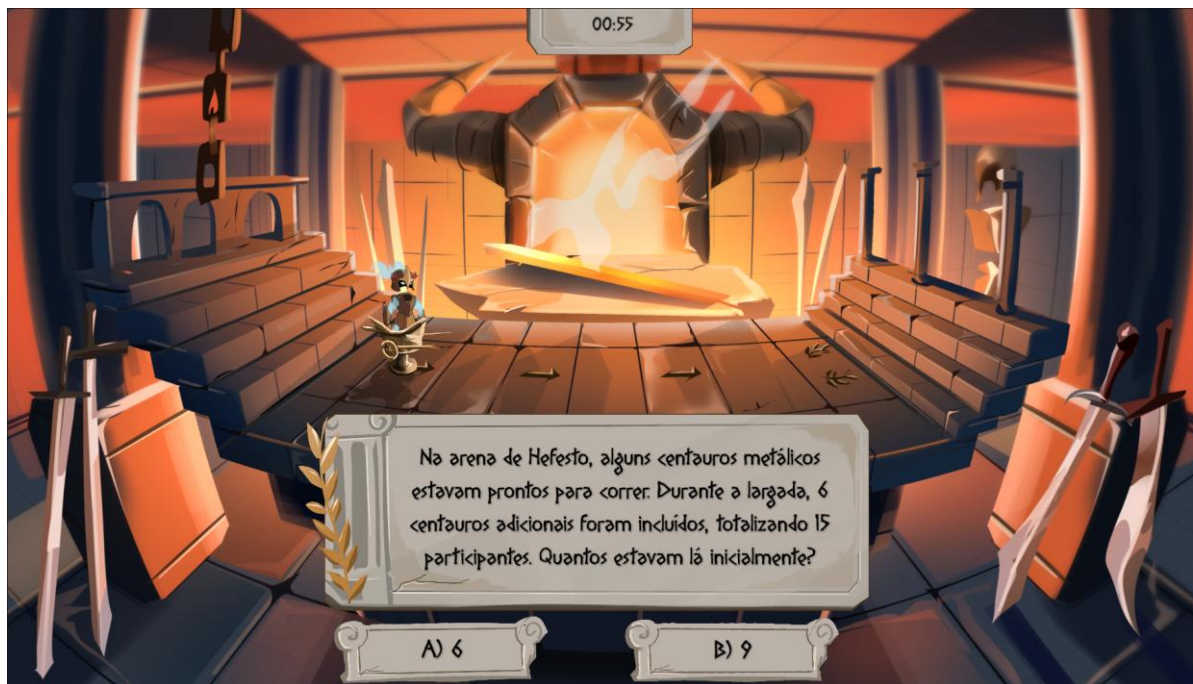 00:55
Na arena de Hefesto, alguns centauros metálicos
estavam prontos para correr. Durante a largada, 6
centauros adicionais foram incluídos, totalizando 15
participantes. Quantos estavam lá inicialmente?
A) 6
B) 9